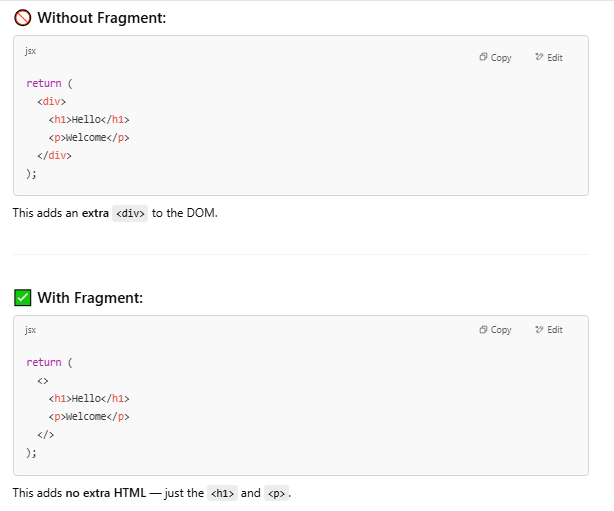 🚫 Without Fragment:
jsx
Copy Edit
return (
  <div>
    <h1>Hello</h1>
    <p>Welcome</p>
  </div>
);
This adds an extra <div> to the DOM.
✅ With Fragment:
jsx
Copy Edit
return (
  <>
    <h1>Hello</h1>
    <p>Welcome</p>
  </>
);
This adds no extra HTML — just the <h1> and <p>.